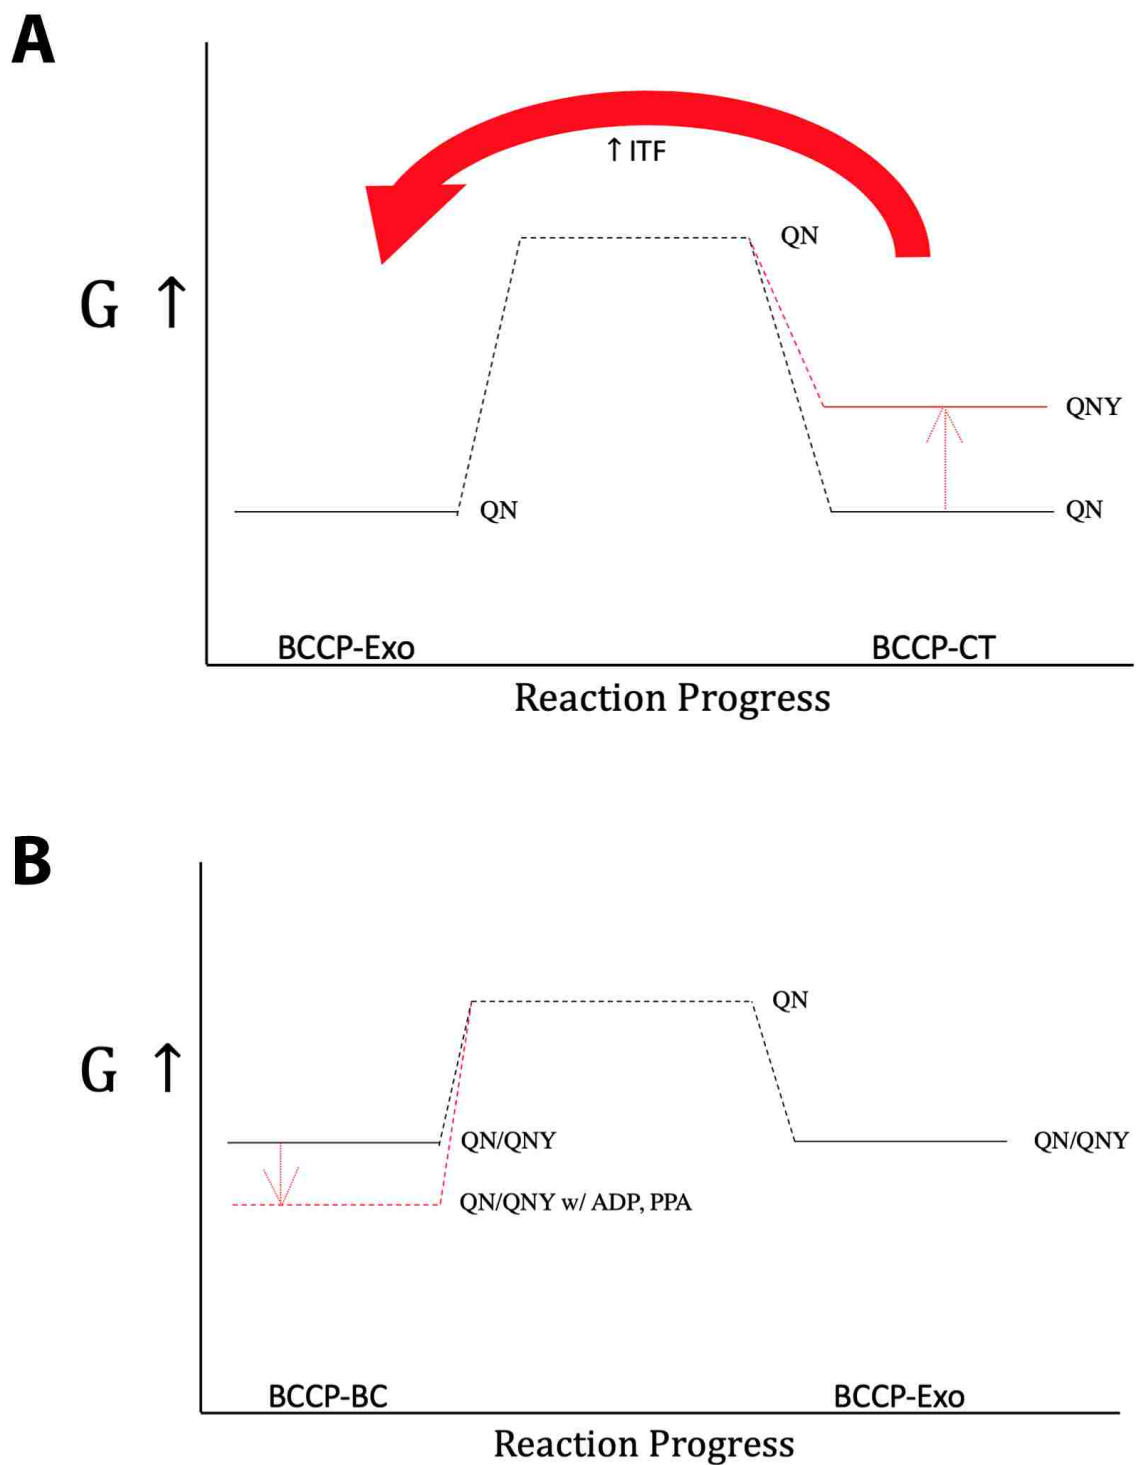 A
↑ ITF
QN
G ↑
QNY
QN
QN
BCCP-Exo
BCCP-CT
Reaction Progress
B
QN
G ↑
QN/QNY
QN/QNY
QN/QNY w/ ADP, PPA
BCCP-BC
BCCP-Exo
Reaction Progress